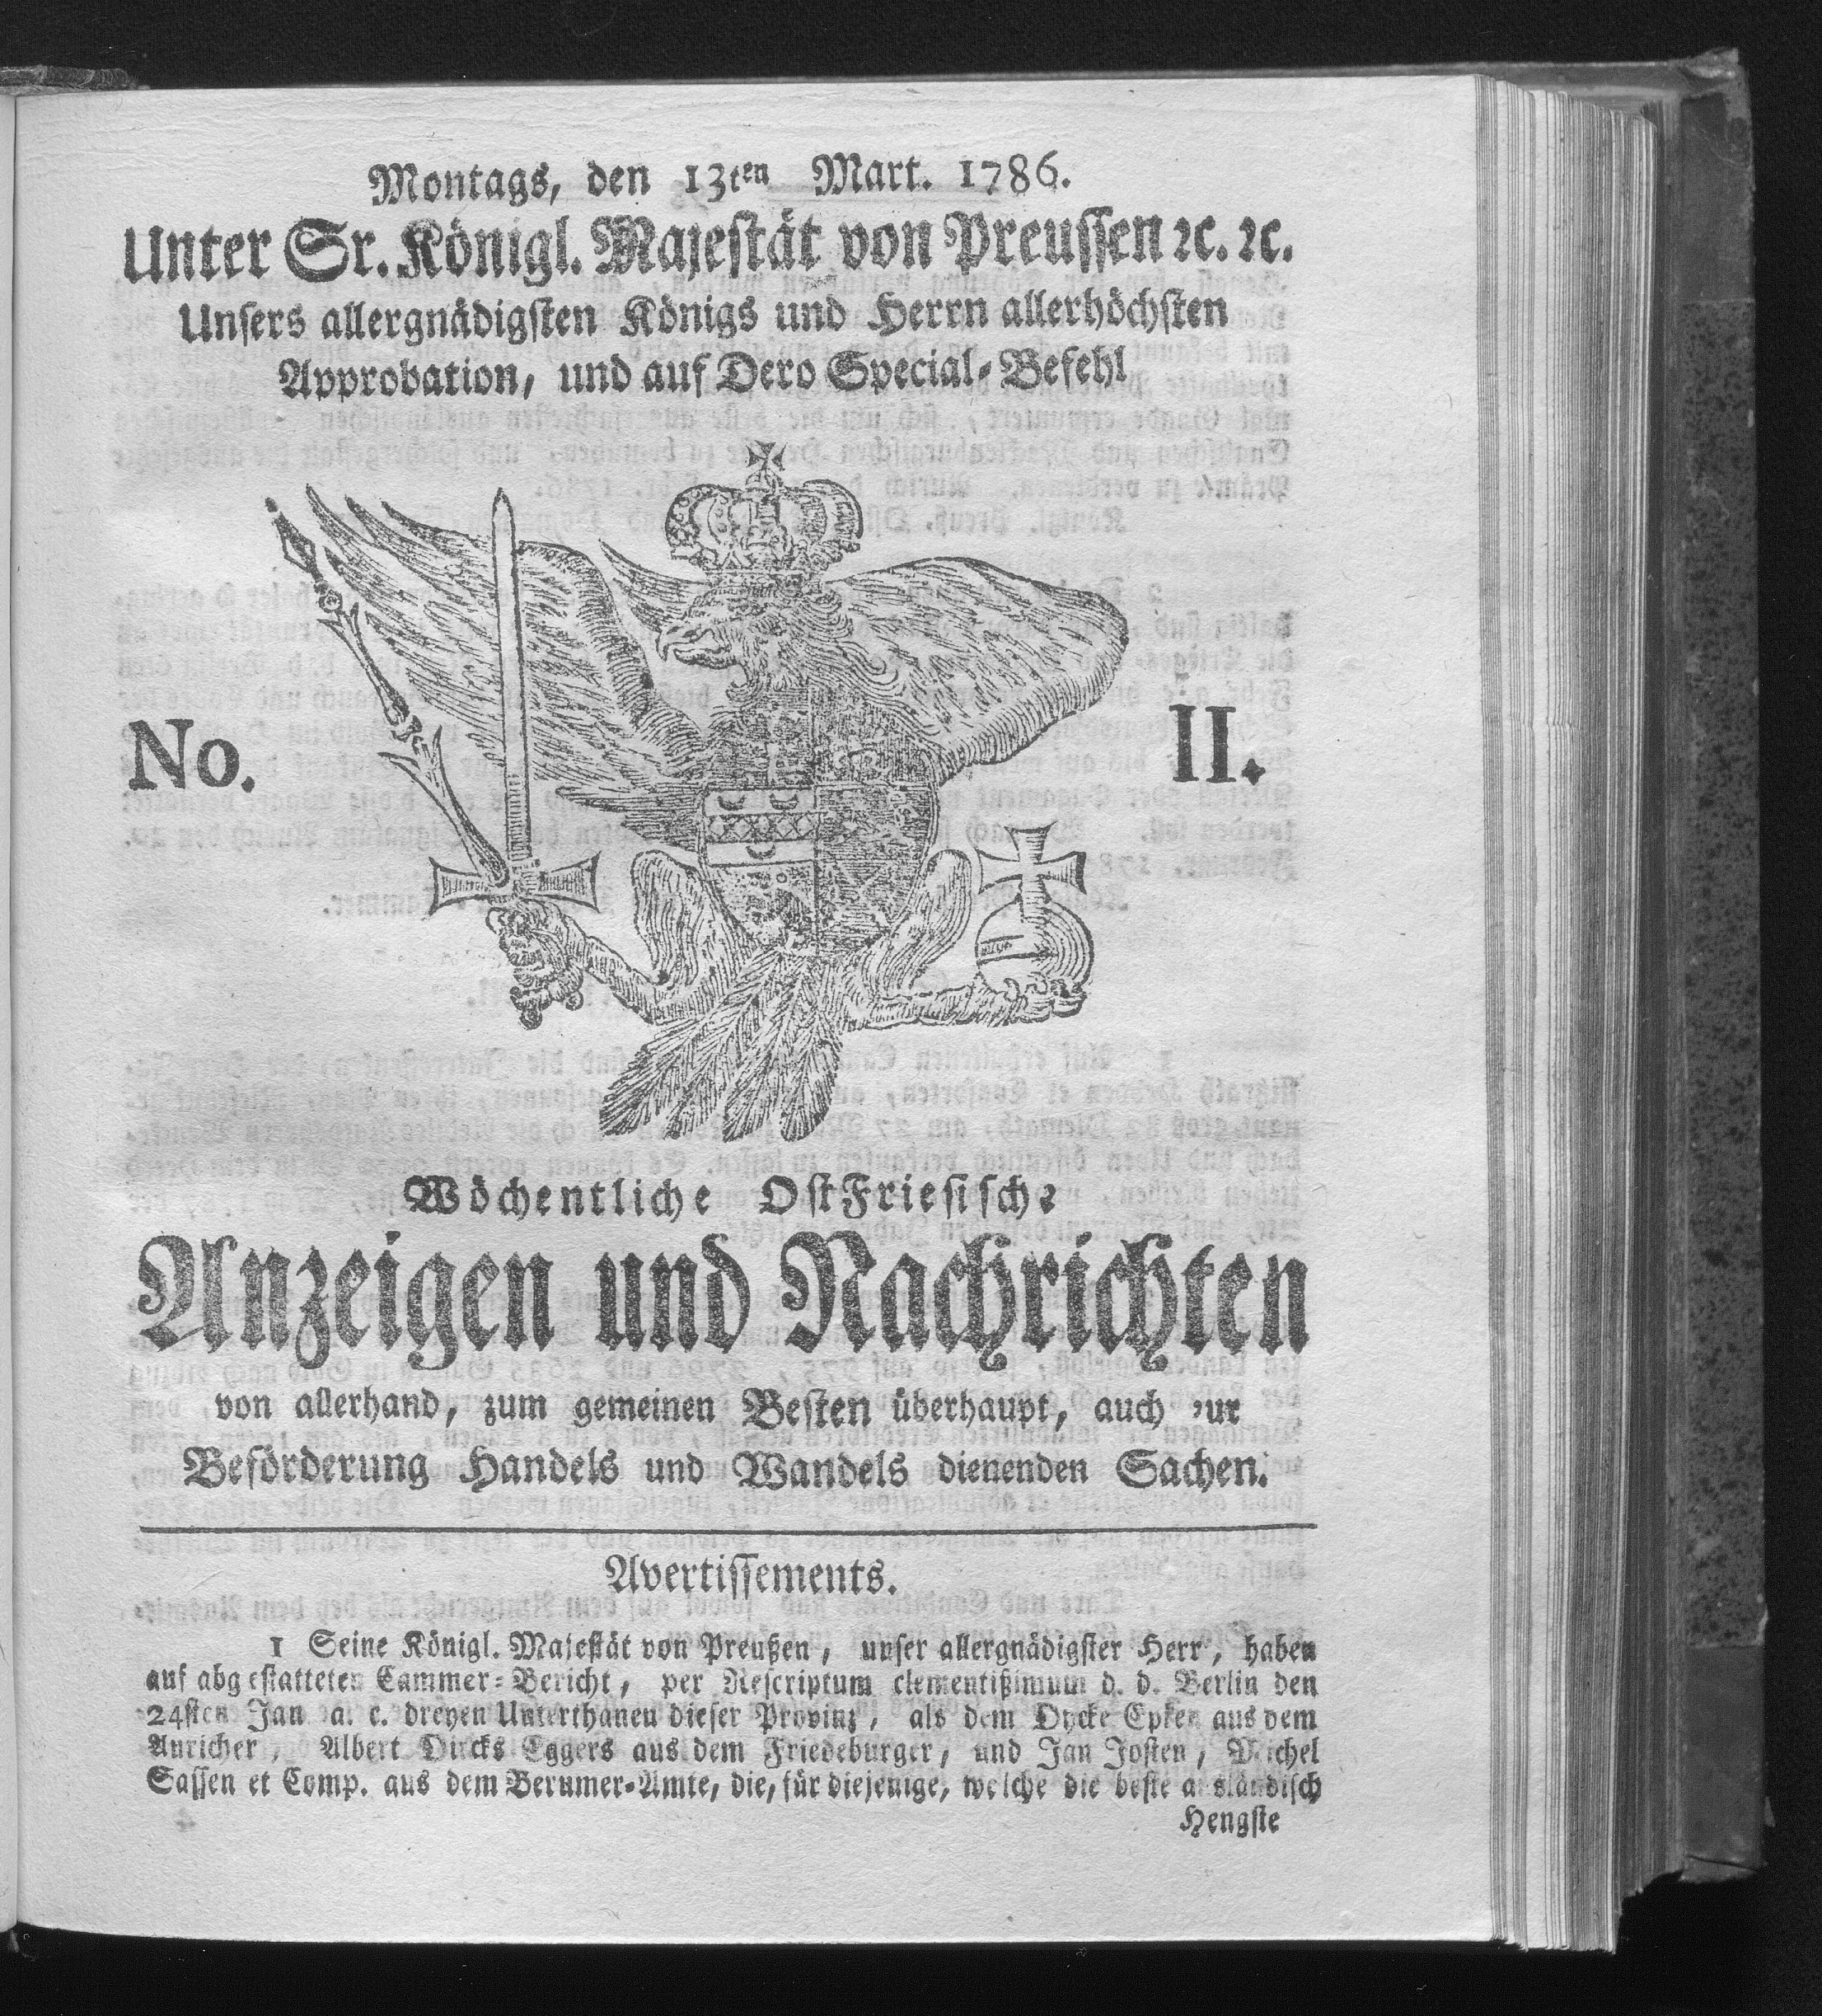 Montags, den 13ten Mart. 1786.
Unter Sr. Königl. Majestät von Preussen ꝛc. ꝛc.
Unsers allergnädigsten Königs und Herrn allerhöchsten
Approbation, und auf Dero Special-Befehl
No. II.
Wöchentliche OstFriesische
Anzeigen und Nachrichten
von allerhand, zum gemeinen Besten überhaupt, auch zur
Beförderung Handels und Wandels dienenden Sachen.
Avertissements.
1 Seine Königl. Majestät von Preußen, unser allergnädigster Herr, haben
auf abgestatteten Cammer-Bericht, per Rescriptum clementißimum d. d. Berlin den
24sten Jan a. c. dreyen Unterthanen dieser Provinz, als dem Dycke Epken aus dem
Auricher, Albert Dircks Eggers aus dem Friedeburger, und Jan Josten, Michel
Sassen et Comp. aus dem Berumer-Amte, die, für diejenige, welche die beste ausländisch
Hengste